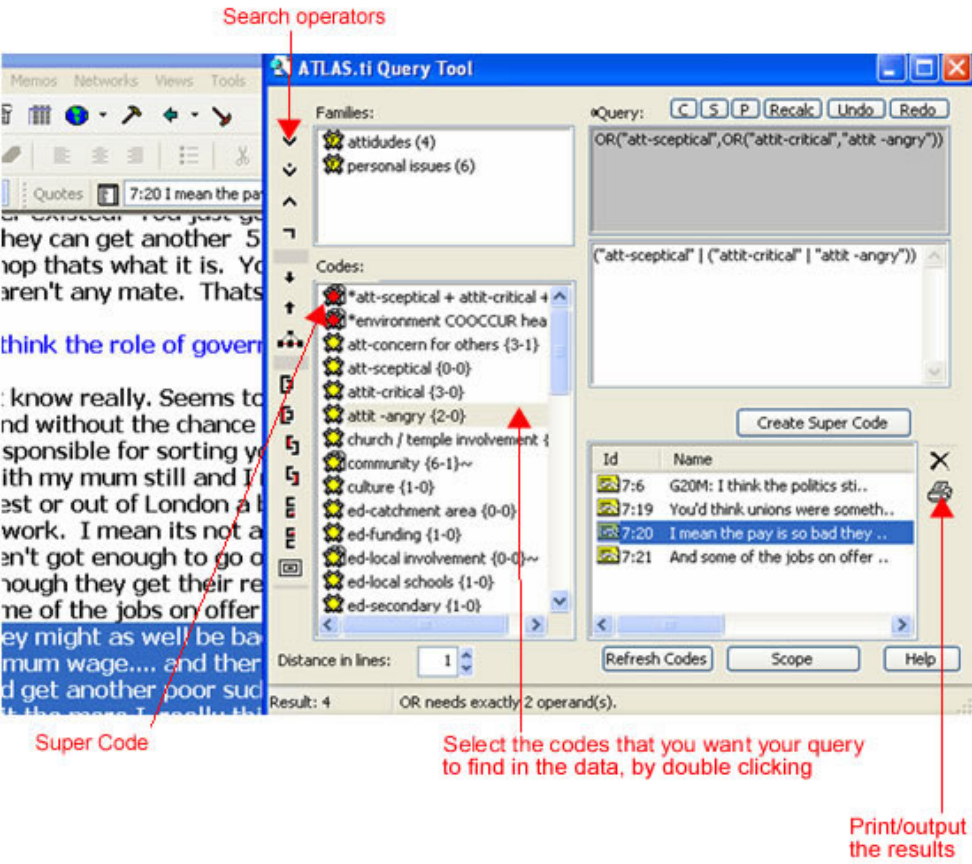 Search operators
ATLAS.ti Query Tool
Memos Networks Views Tools
Families:
attidudes (4)
personal issues (6)
Query: C S P Recalc Undo Redo
OR("att-sceptical",OR("attit-critical","attit -angry"))
("att-sceptical" | ("attit-critical" | "attit -angry"))
Quotes 7:20 I mean the pay
hey can get another 5
hop thats what it is. Yo
aren't any mate. Thats
think the role of govern
know really. Seems to
nd without the chance
sponsible for sorting yo
ith my mum still and I
est or out of London a b
work. I mean its not a
en't got enough to go o
hough they get their re
me of the jobs on offer
ey might as well be ba
mum wage.... and ther
d get another poor suc
Codes:
*att-sceptical + attit-critical +
*environment COOCCUR hea
att-concern for others {3-1}
att-sceptical {0-0}
attit-critical {3-0}
attit -angry {2-0}
church / temple involvement {
community {6-1}~
culture {1-0}
ed-catchment area {0-0}
ed-funding {1-0}
ed-local involvement {0-0}~
ed-local schools {1-0}
ed-secondary {1-0}
Create Super Code
Id Name
7:6 G20M: I think the politics sti..
7:19 You'd think unions were someth..
7:20 I mean the pay is so bad they ..
7:21 And some of the jobs on offer ..
Distance in lines: 1
Refresh Codes Scope Help
Result: 4 OR needs exactly 2 operand(s).
Super Code
Select the codes that you want your query
to find in the data, by double clicking
Print/output
the results